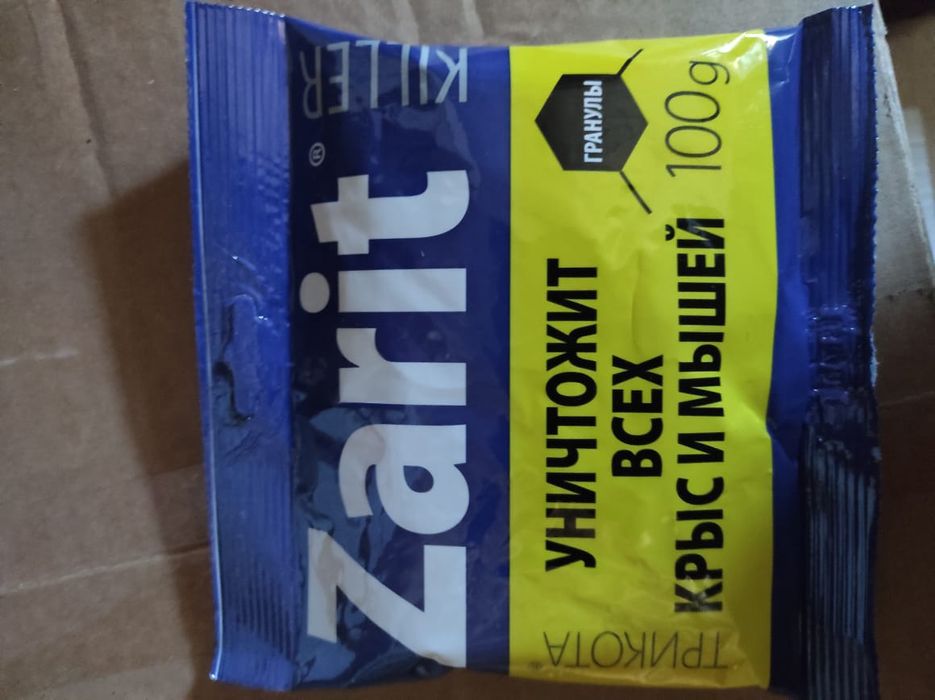 Zarit®
KILLER
ТРИКОТА®
УНИЧТОЖИТ
ВСЕХ
КРЫС И МЫШЕЙ
ГРАНУЛЫ
100g